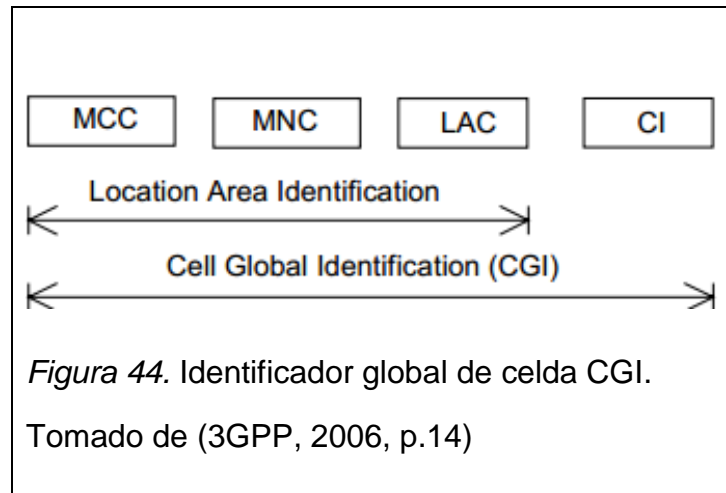 MCC MNC LAC CI
Location Area Identification
Cell Global Identification (CGI)
Figura 44. Identificador global de celda CGI.
Tomado de (3GPP, 2006, p.14)